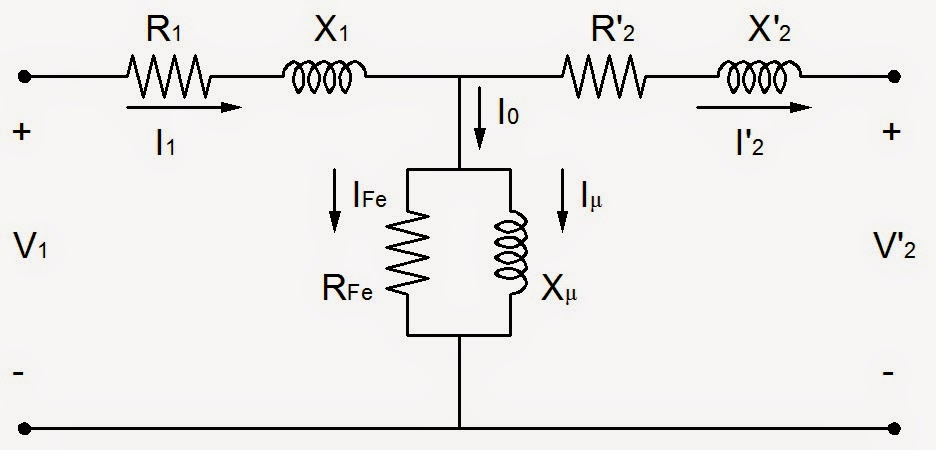 R1 X1 R'2 X'2
+ I1 I0 I'2 +
IFe Iμ
V1 V'2
RFe Xμ
- -